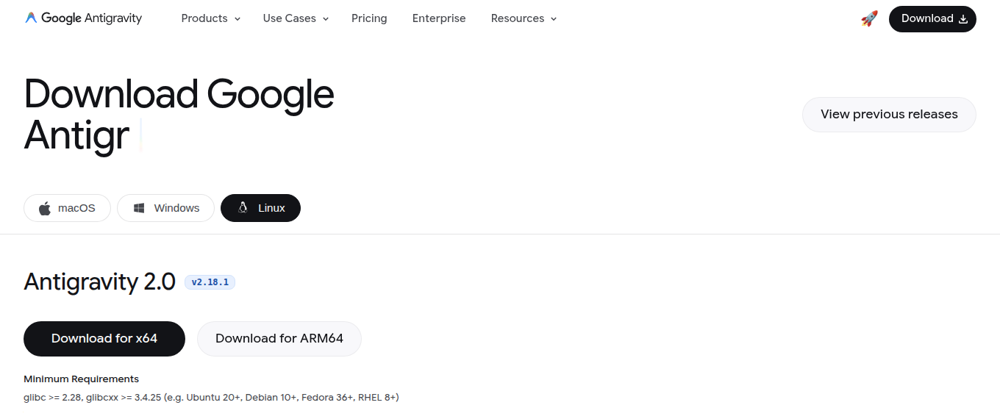 Google Antigravity Products Use Cases Pricing Enterprise Resources Download
Download Google
Antigr
View previous releases
macOS Windows Linux
Antigravity 2.0 v2.18.1
Download for x64 Download for ARM64
Minimum Requirements
glibc >= 2.28, glibcxx >= 3.4.25 (e.g. Ubuntu 20+, Debian 10+, Fedora 36+, RHEL 8+)